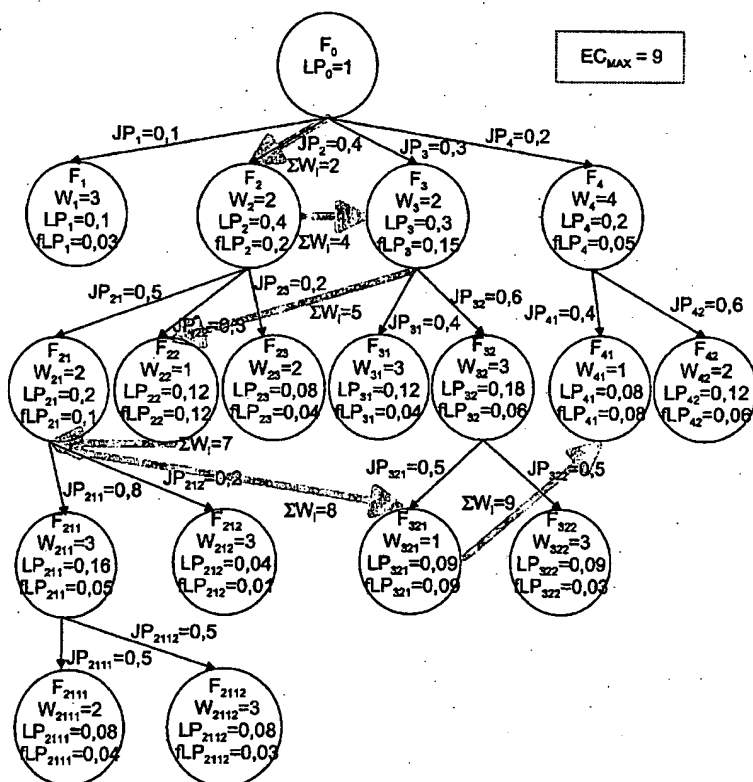 F₀
LP₀=1
EC_MAX = 9
JP₁=0,1
JP₂=0,4
JP₃=0,3
JP₄=0,2
ΣWᵢ=2
F₁
W₁=3
LP₁=0,1
fLP₁=0,03
F₂
W₂=2
LP₂=0,4
fLP₂=0,2
ΣWᵢ=4
F₃
W₃=2
LP₃=0,3
fLP₃=0,15
F₄
W₄=4
LP₄=0,2
fLP₄=0,05
JP₂₁=0,5
JP₂₂=0,3
JP₂₃=0,2
ΣWᵢ=5
JP₃₁=0,4
JP₃₂=0,6
JP₄₁=0,4
JP₄₂=0,6
F₂₁
W₂₁=2
LP₂₁=0,2
fLP₂₁=0,1
F₂₂
W₂₂=1
LP₂₂=0,12
fLP₂₂=0,12
F₂₃
W₂₃=2
LP₂₃=0,08
fLP₂₃=0,04
F₃₁
W₃₁=3
LP₃₁=0,12
fLP₃₁=0,04
F₃₂
W₃₂=3
LP₃₂=0,18
fLP₃₂=0,06
F₄₁
W₄₁=1
LP₄₁=0,08
fLP₄₁=0,08
F₄₂
W₄₂=2
LP₄₂=0,12
fLP₄₂=0,06
ΣWᵢ=7
JP₂₁₁=0,8
JP₂₁₂=0,2
ΣWᵢ=8
JP₃₂₁=0,5
JP₃₂₂=0,5
ΣWᵢ=9
F₂₁₁
W₂₁₁=3
LP₂₁₁=0,16
fLP₂₁₁=0,05
F₂₁₂
W₂₁₂=3
LP₂₁₂=0,04
fLP₂₁₂=0,01
F₃₂₁
W₃₂₁=1
LP₃₂₁=0,09
fLP₃₂₁=0,09
F₃₂₂
W₃₂₂=3
LP₃₂₂=0,09
fLP₃₂₂=0,03
JP₂₁₁₁=0,5
JP₂₁₁₂=0,5
F₂₁₁₁
W₂₁₁₁=2
LP₂₁₁₁=0,08
fLP₂₁₁₁=0,04
F₂₁₁₂
W₂₁₁₂=3
LP₂₁₁₂=0,08
fLP₂₁₁₂=0,03